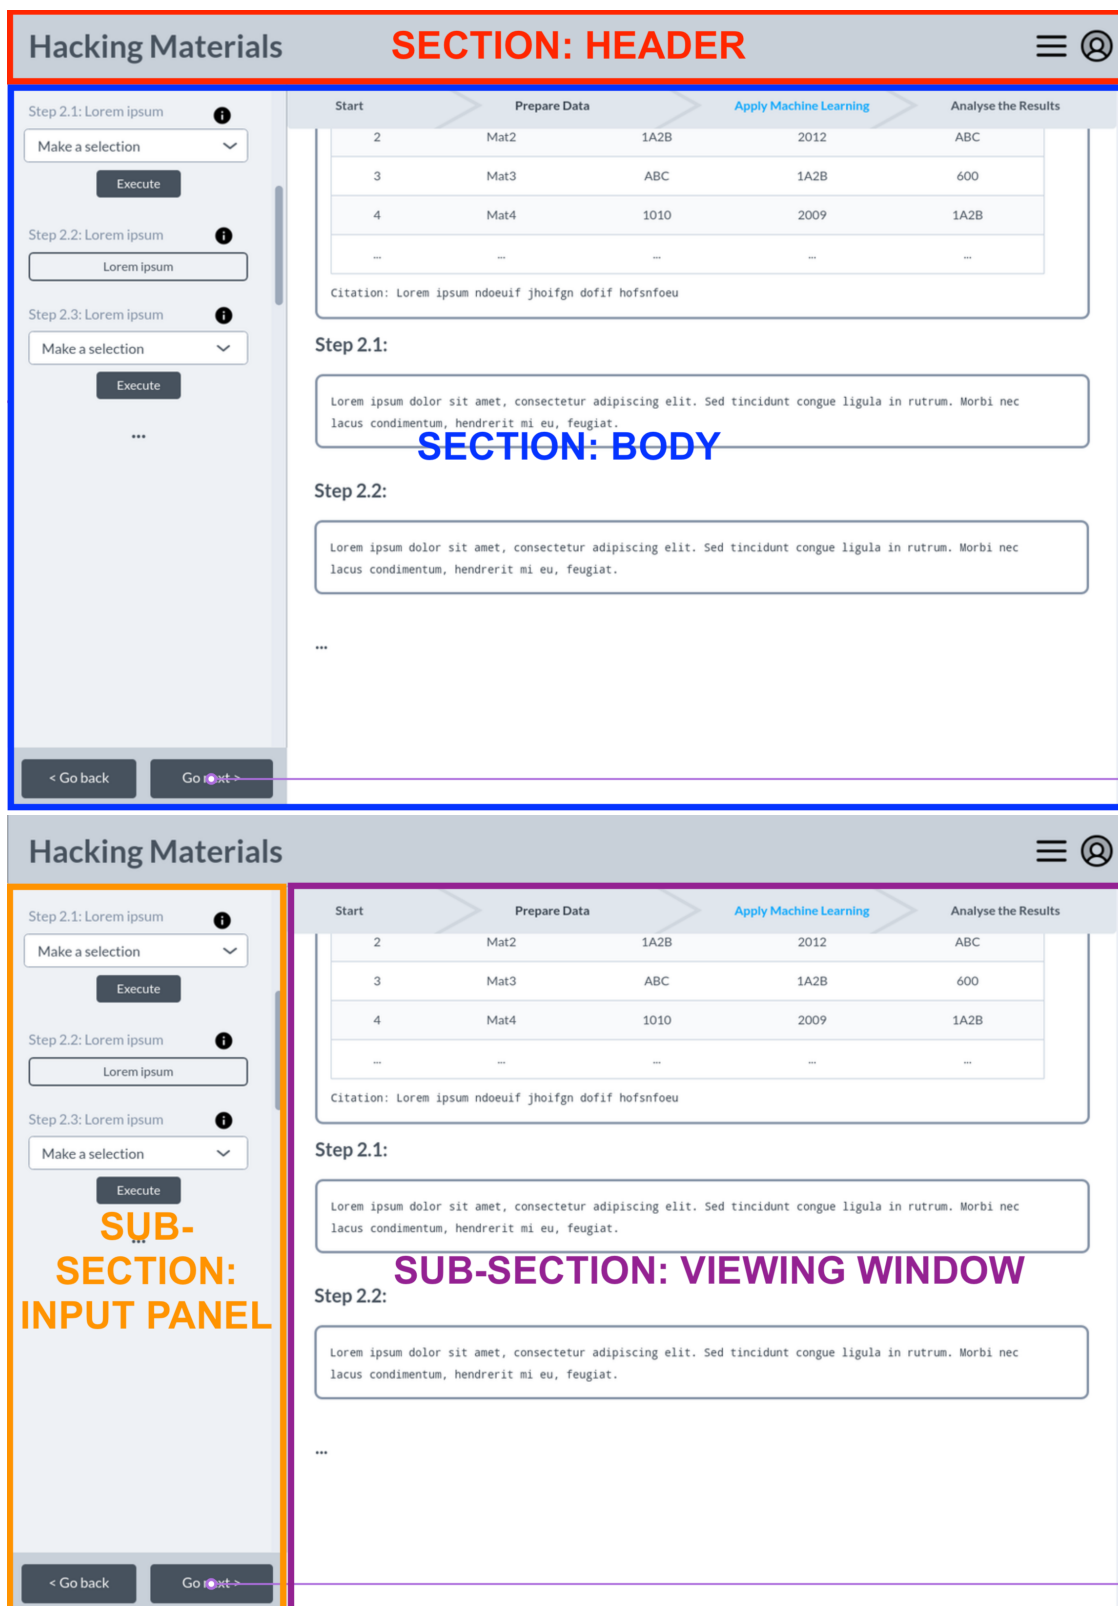 Hacking Materials
SECTION: HEADER
Step 2.1: Lorem ipsum
Make a selection
Execute
Step 2.2: Lorem ipsum
Lorem ipsum
Step 2.3: Lorem ipsum
Make a selection
Execute
...
< Go back
Go next >
Start Prepare Data Apply Machine Learning Analyse the Results
2 Mat2 1A2B 2012 ABC
3 Mat3 ABC 1A2B 600
4 Mat4 1010 2009 1A2B
... ... ... ... ...
Citation: Lorem ipsum ndoeuif jhoifgn dofif hofsnfoeu
Step 2.1:
Lorem ipsum dolor sit amet, consectetur adipiscing elit. Sed tincidunt congue ligula in rutrum. Morbi nec
lacus condimentum, hendrerit mi eu, feugiat.
SECTION: BODY
Step 2.2:
Lorem ipsum dolor sit amet, consectetur adipiscing elit. Sed tincidunt congue ligula in rutrum. Morbi nec
lacus condimentum, hendrerit mi eu, feugiat.
...
Hacking Materials
Step 2.1: Lorem ipsum
Make a selection
Execute
Step 2.2: Lorem ipsum
Lorem ipsum
Step 2.3: Lorem ipsum
Make a selection
Execute
...
SUB-
SECTION:
INPUT PANEL
< Go back
Go next >
Start Prepare Data Apply Machine Learning Analyse the Results
2 Mat2 1A2B 2012 ABC
3 Mat3 ABC 1A2B 600
4 Mat4 1010 2009 1A2B
... ... ... ... ...
Citation: Lorem ipsum ndoeuif jhoifgn dofif hofsnfoeu
Step 2.1:
Lorem ipsum dolor sit amet, consectetur adipiscing elit. Sed tincidunt congue ligula in rutrum. Morbi nec
lacus condimentum, hendrerit mi eu, feugiat.
SUB-SECTION: VIEWING WINDOW
Step 2.2:
Lorem ipsum dolor sit amet, consectetur adipiscing elit. Sed tincidunt congue ligula in rutrum. Morbi nec
lacus condimentum, hendrerit mi eu, feugiat.
...